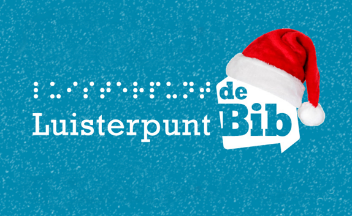 ⠇⠥⠊⠎⠞⠑⠗⠏⠥⠝⠞ de
Luisterpunt Bib